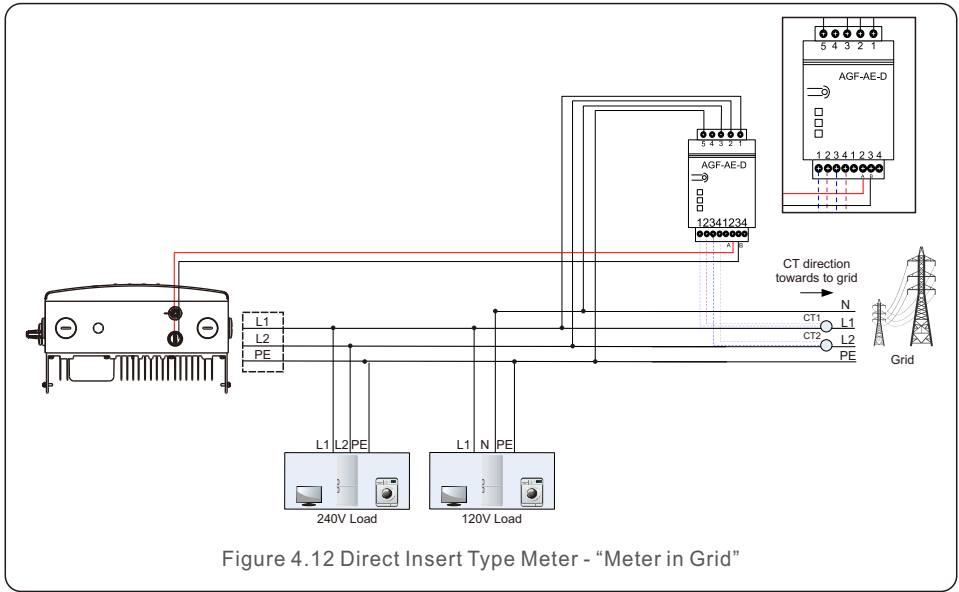 5 4 3 2 1
AGF-AE-D
1 2 3 4 1 2 3 4
A B
5 4 3 2 1
AGF-AE-D
12341234
A B
CT direction
towards to grid
N
CT1
L1
CT2
L2
PE
Grid
L1
L2
PE
L1 L2 PE
L1 N PE
240V Load
120V Load
Figure 4.12 Direct Insert Type Meter - “Meter in Grid”